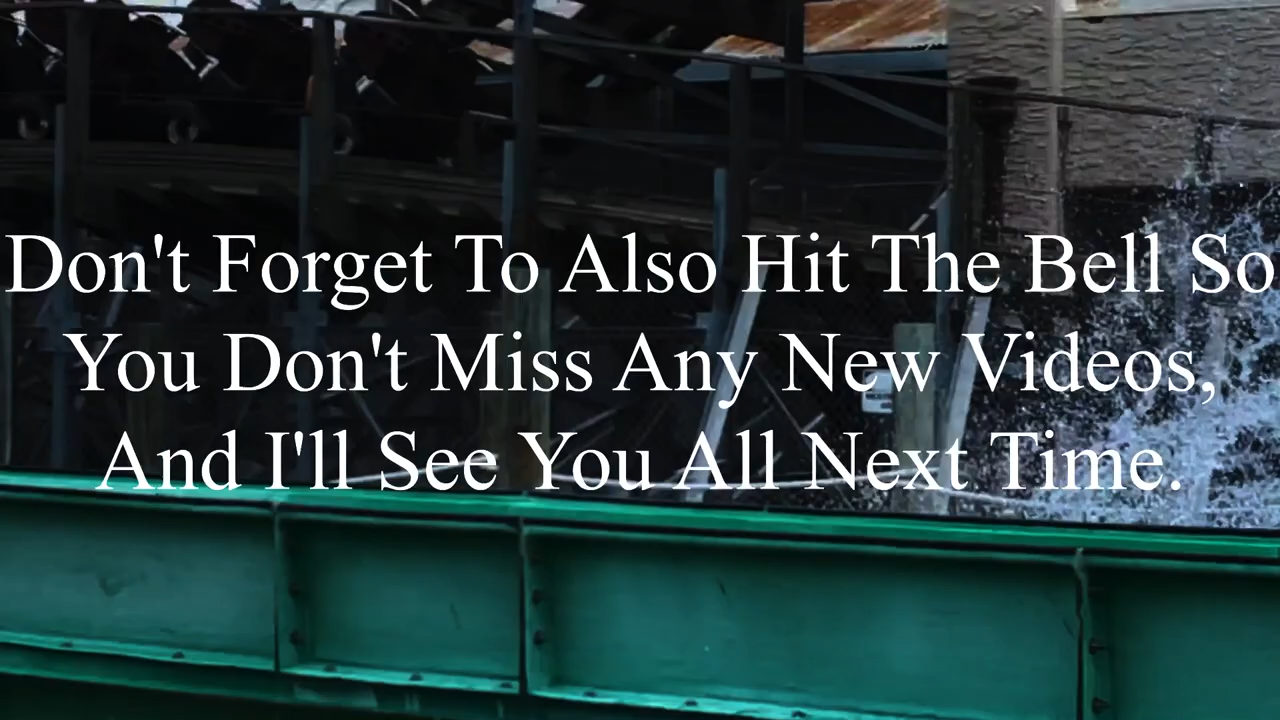 Don't Forget To Also Hit The Bell So
You Don't Miss Any New Videos,
And I'll See You All Next Time.